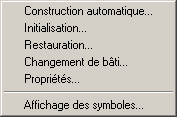 Construction automatique...
Initialisation...
Restauration...
Changement de bâti...
Propriétés...
Affichage des symboles...